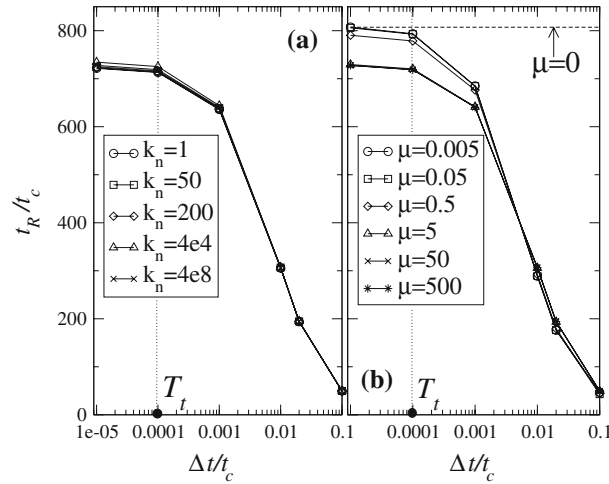 800
600
400
200
0
t_R/t_c
(a)
k_n=1
k_n=50
k_n=200
k_n=4e4
k_n=4e8
T_t
1e-05 0.0001 0.001 0.01 0.1
Δt/t_c
μ=0
μ=0.005
μ=0.05
μ=0.5
μ=5
μ=50
μ=500
(b)
T_t
0.0001 0.001 0.01 0.1
Δt/t_c